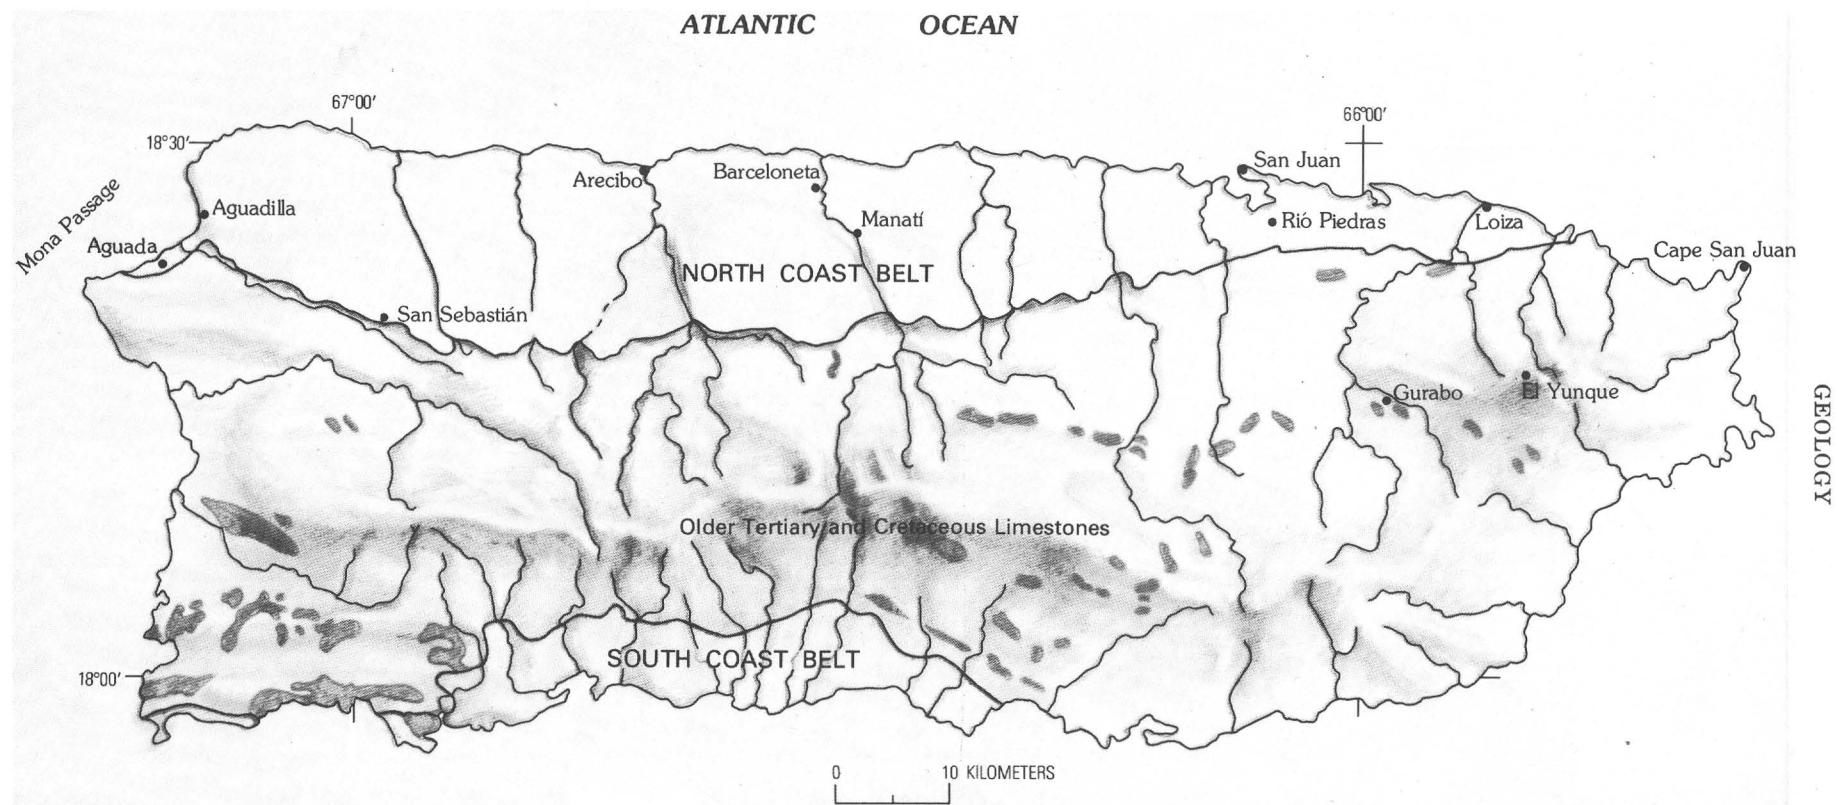 ATLANTIC OCEAN
67°00′
66°00′
18°30′
San Juan
Arecibo
Barceloneta
Mona Passage
Aguadilla
Manatí
Rió Piedras
Loiza
Aguada
Cape San Juan
NORTH COAST BELT
San Sebastián
Gurabo
El Yunque
GEOLOGY
Older Tertiary and Cretaceous Limestones
SOUTH COAST BELT
18°00′
0 10 KILOMETERS